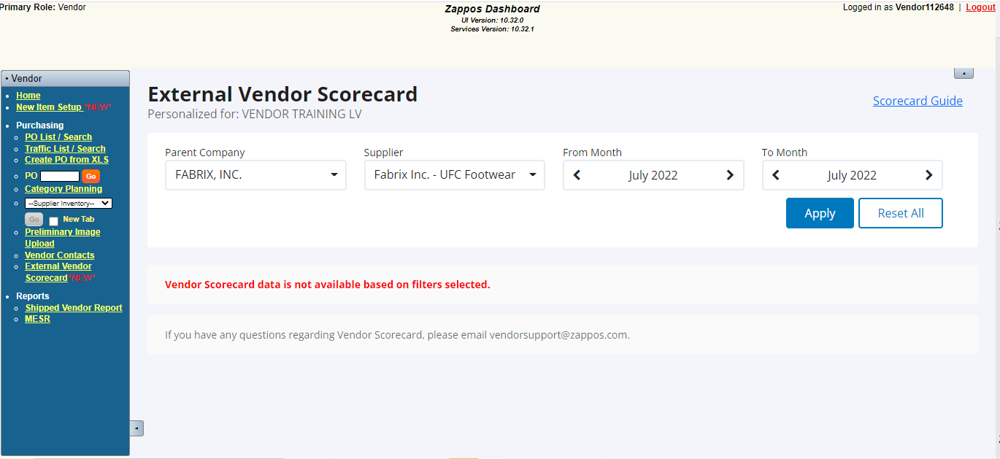 Primary Role: Vendor
Zappos Dashboard
UI Version: 10.32.0
Services Version: 10.32.1
Logged in as Vendor112648 | Logout
• Vendor
Home
New Item Setup *NEW*
Purchasing
PO List / Search
Traffic List / Search
Create PO from XLS
PO Go
Category Planning
--Supplier Inventory--
Go New Tab
Preliminary Image
Upload
Vendor Contacts
External Vendor
Scorecard *NEW*
Reports
Shipped Vendor Report
MESR
External Vendor Scorecard
Personalized for: VENDOR TRAINING LV
Scorecard Guide
Parent Company
FABRIX, INC.
Supplier
Fabrix Inc. - UFC Footwear
From Month
July 2022
To Month
July 2022
Apply
Reset All
Vendor Scorecard data is not available based on filters selected.
If you have any questions regarding Vendor Scorecard, please email vendorsupport@zappos.com.